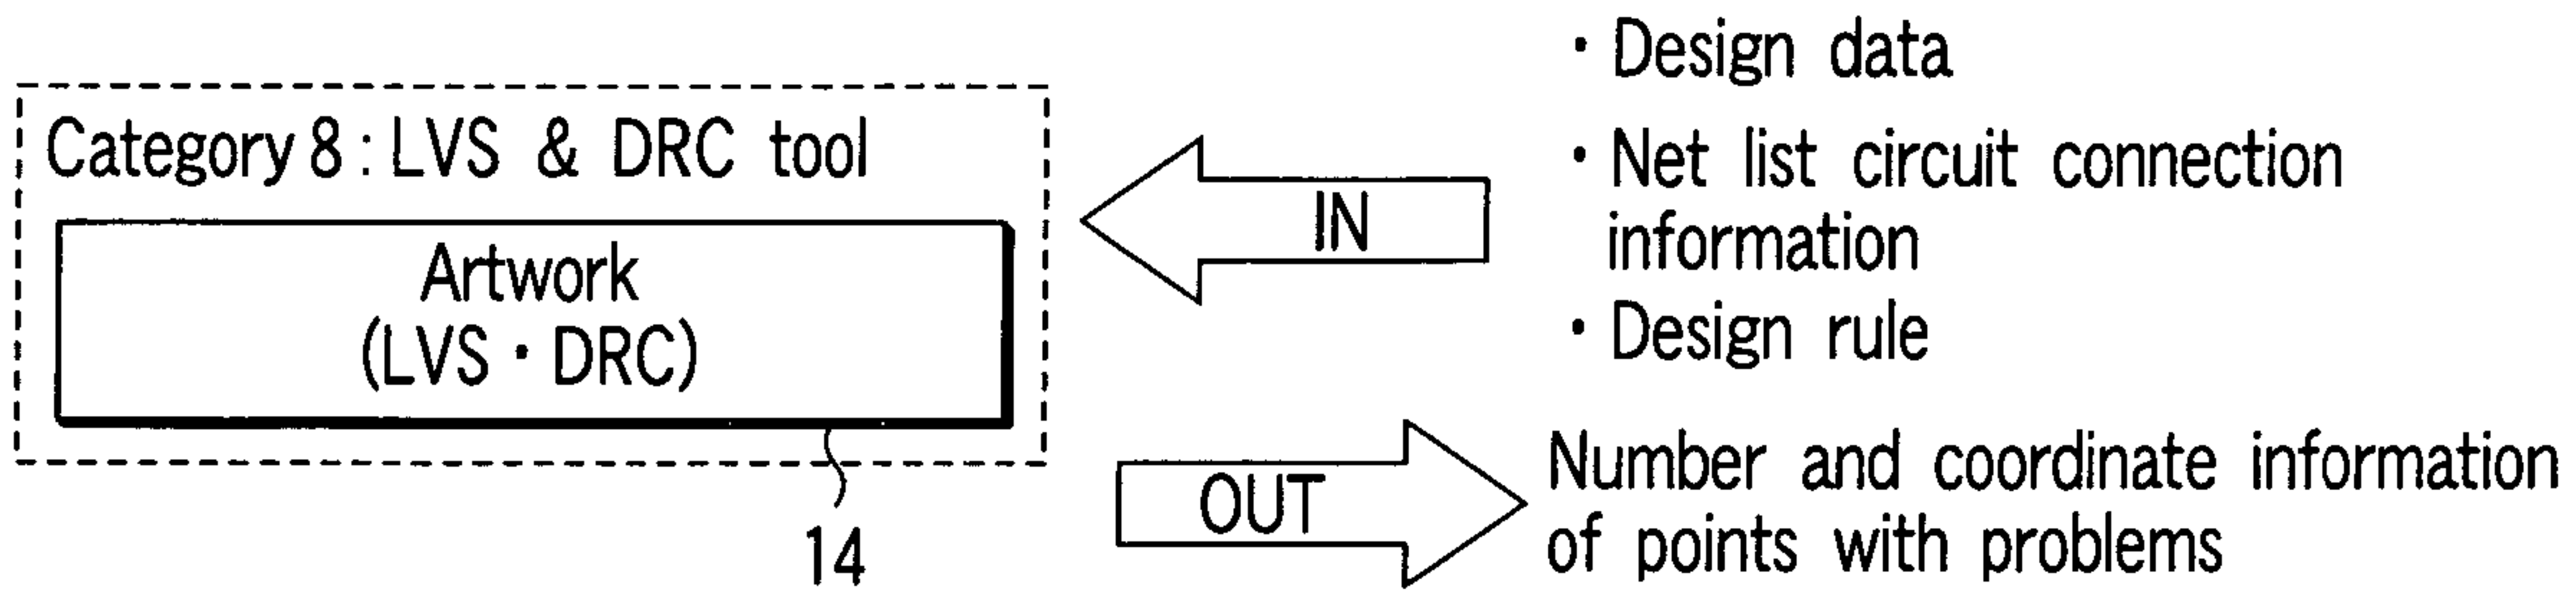 Category 8 : LVS & DRC tool
Artwork
(LVS・DRC)
14
IN
・Design data
・Net list circuit connection
information
・Design rule
OUT
Number and coordinate information
of points with problems